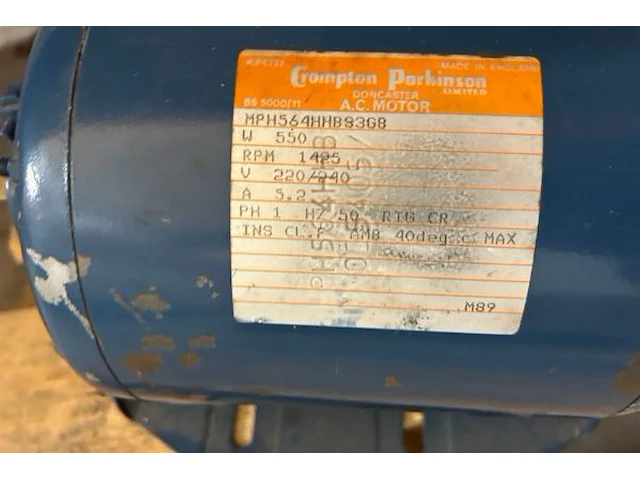 MADE IN ENGLAND
Crompton Parkinson
LIMITED
DONCASTER
BS 5000/11 A.C. MOTOR
MPH564HHB93GB
W 550
RPM 1425
V 220/240
A 5.2
PH 1 HZ 50 RTG CR
INS CL.F AMB 40deg c MAX
M89